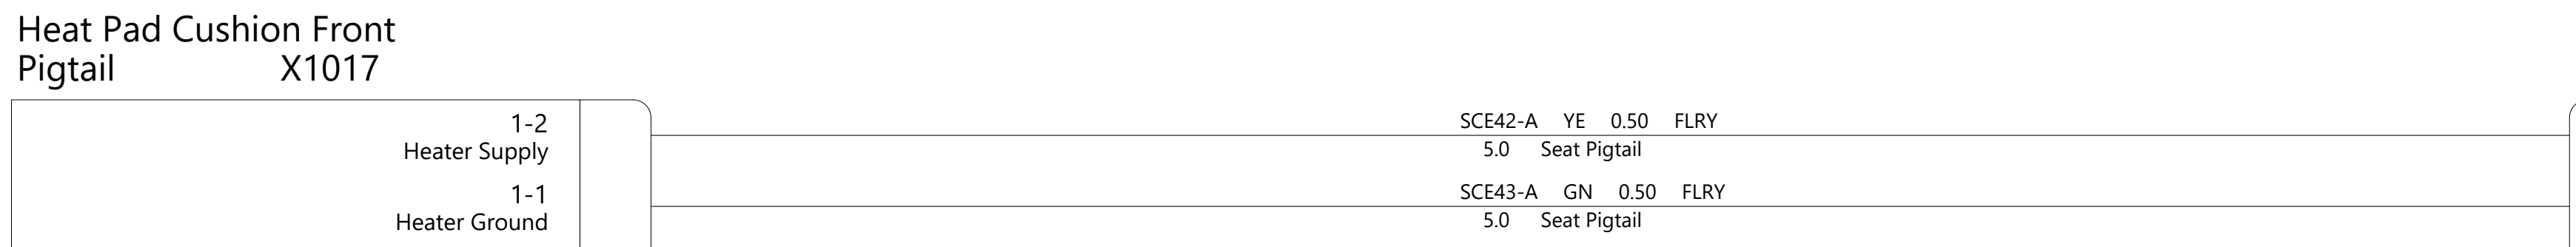 Heat Pad Cushion Front
Pigtail X1017
1-2
Heater Supply
SCE42-A YE 0.50 FLRY
5.0 Seat Pigtail
1-1
Heater Ground
SCE43-A GN 0.50 FLRY
5.0 Seat Pigtail